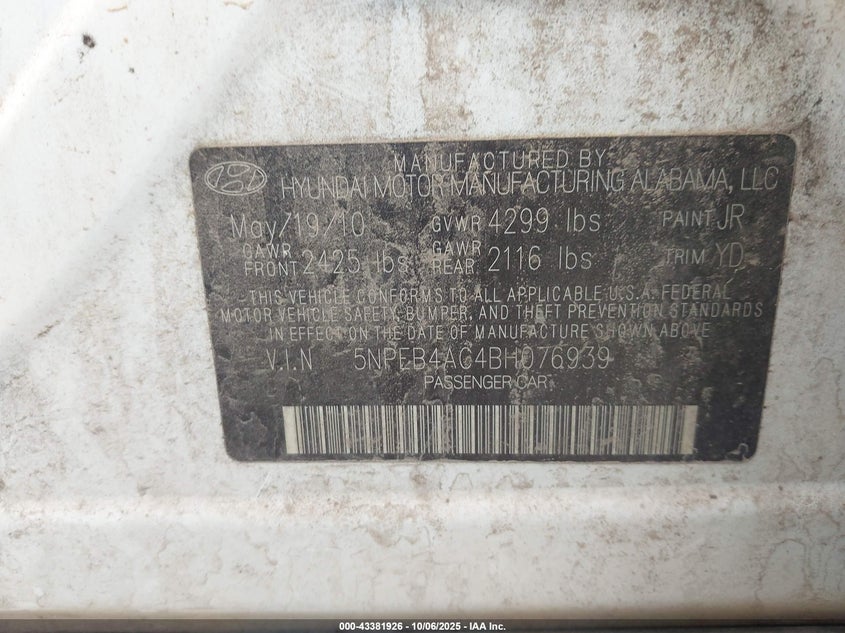 MANUFACTURED BY
HYUNDAI MOTOR MANUFACTURING ALABAMA, LLC
May/19/10 GVWR 4299 lbs PAINT JR
GAWR FRONT 2425 lbs GAWR REAR 2116 lbs TRIM YD
THIS VEHICLE CONFORMS TO ALL APPLICABLE U.S.A. FEDERAL
MOTOR VEHICLE SAFETY, BUMPER, AND THEFT PREVENTION STANDARDS
IN EFFECT ON THE DATE OF MANUFACTURE SHOWN ABOVE.
V.I.N 5NPEB4AC4BH076939
PASSENGER CAR
000-43381926 - 10/06/2025 - IAA Inc.